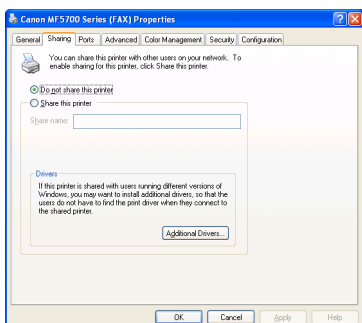 Canon MF5700 Series (FAX) Properties
General Sharing Ports Advanced Color Management Security Configuration
You can share this printer with other users on your network. To
enable sharing for this printer, click Share this printer.
Do not share this printer
Share this printer
Share name:
Drivers
If this printer is shared with users running different versions of
Windows, you may want to install additional drivers, so that the
users do not have to find the print driver when they connect to
the shared printer.
Additional Drivers...
OK Cancel Apply Help